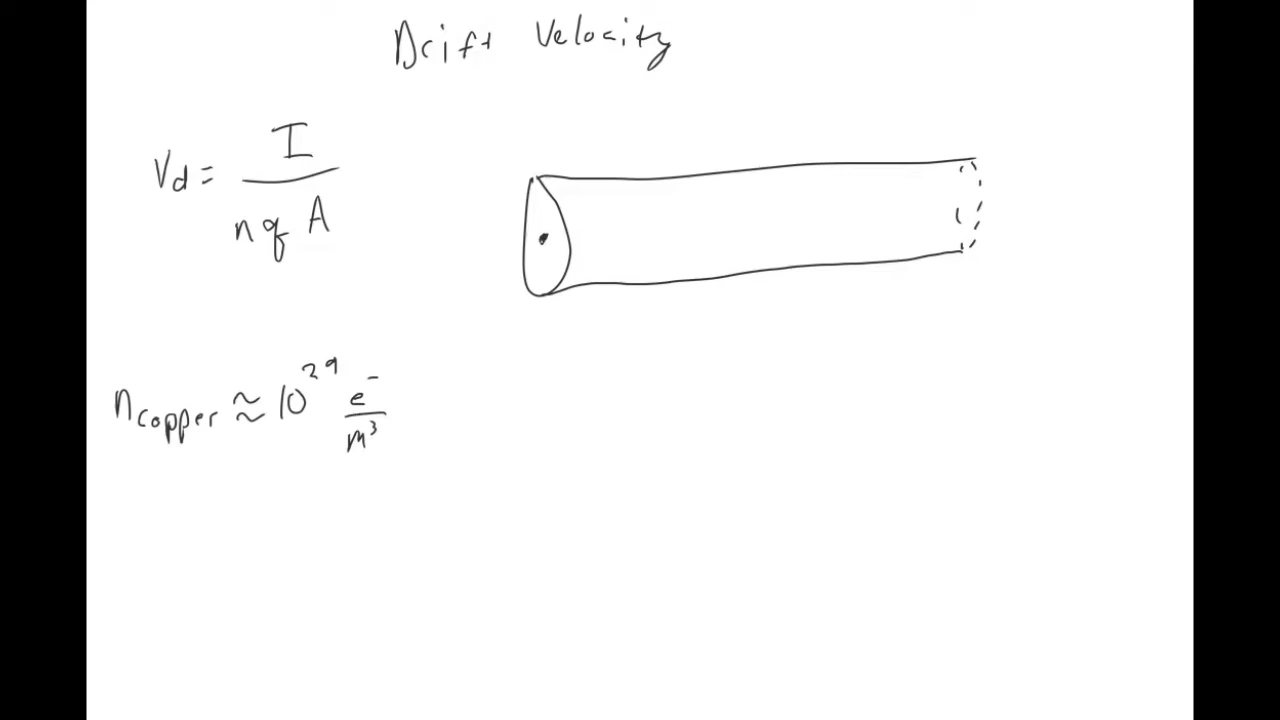 Drift Velocity
Vd = I / nqA
ncopper ≈ 10^29 e^- / m^3